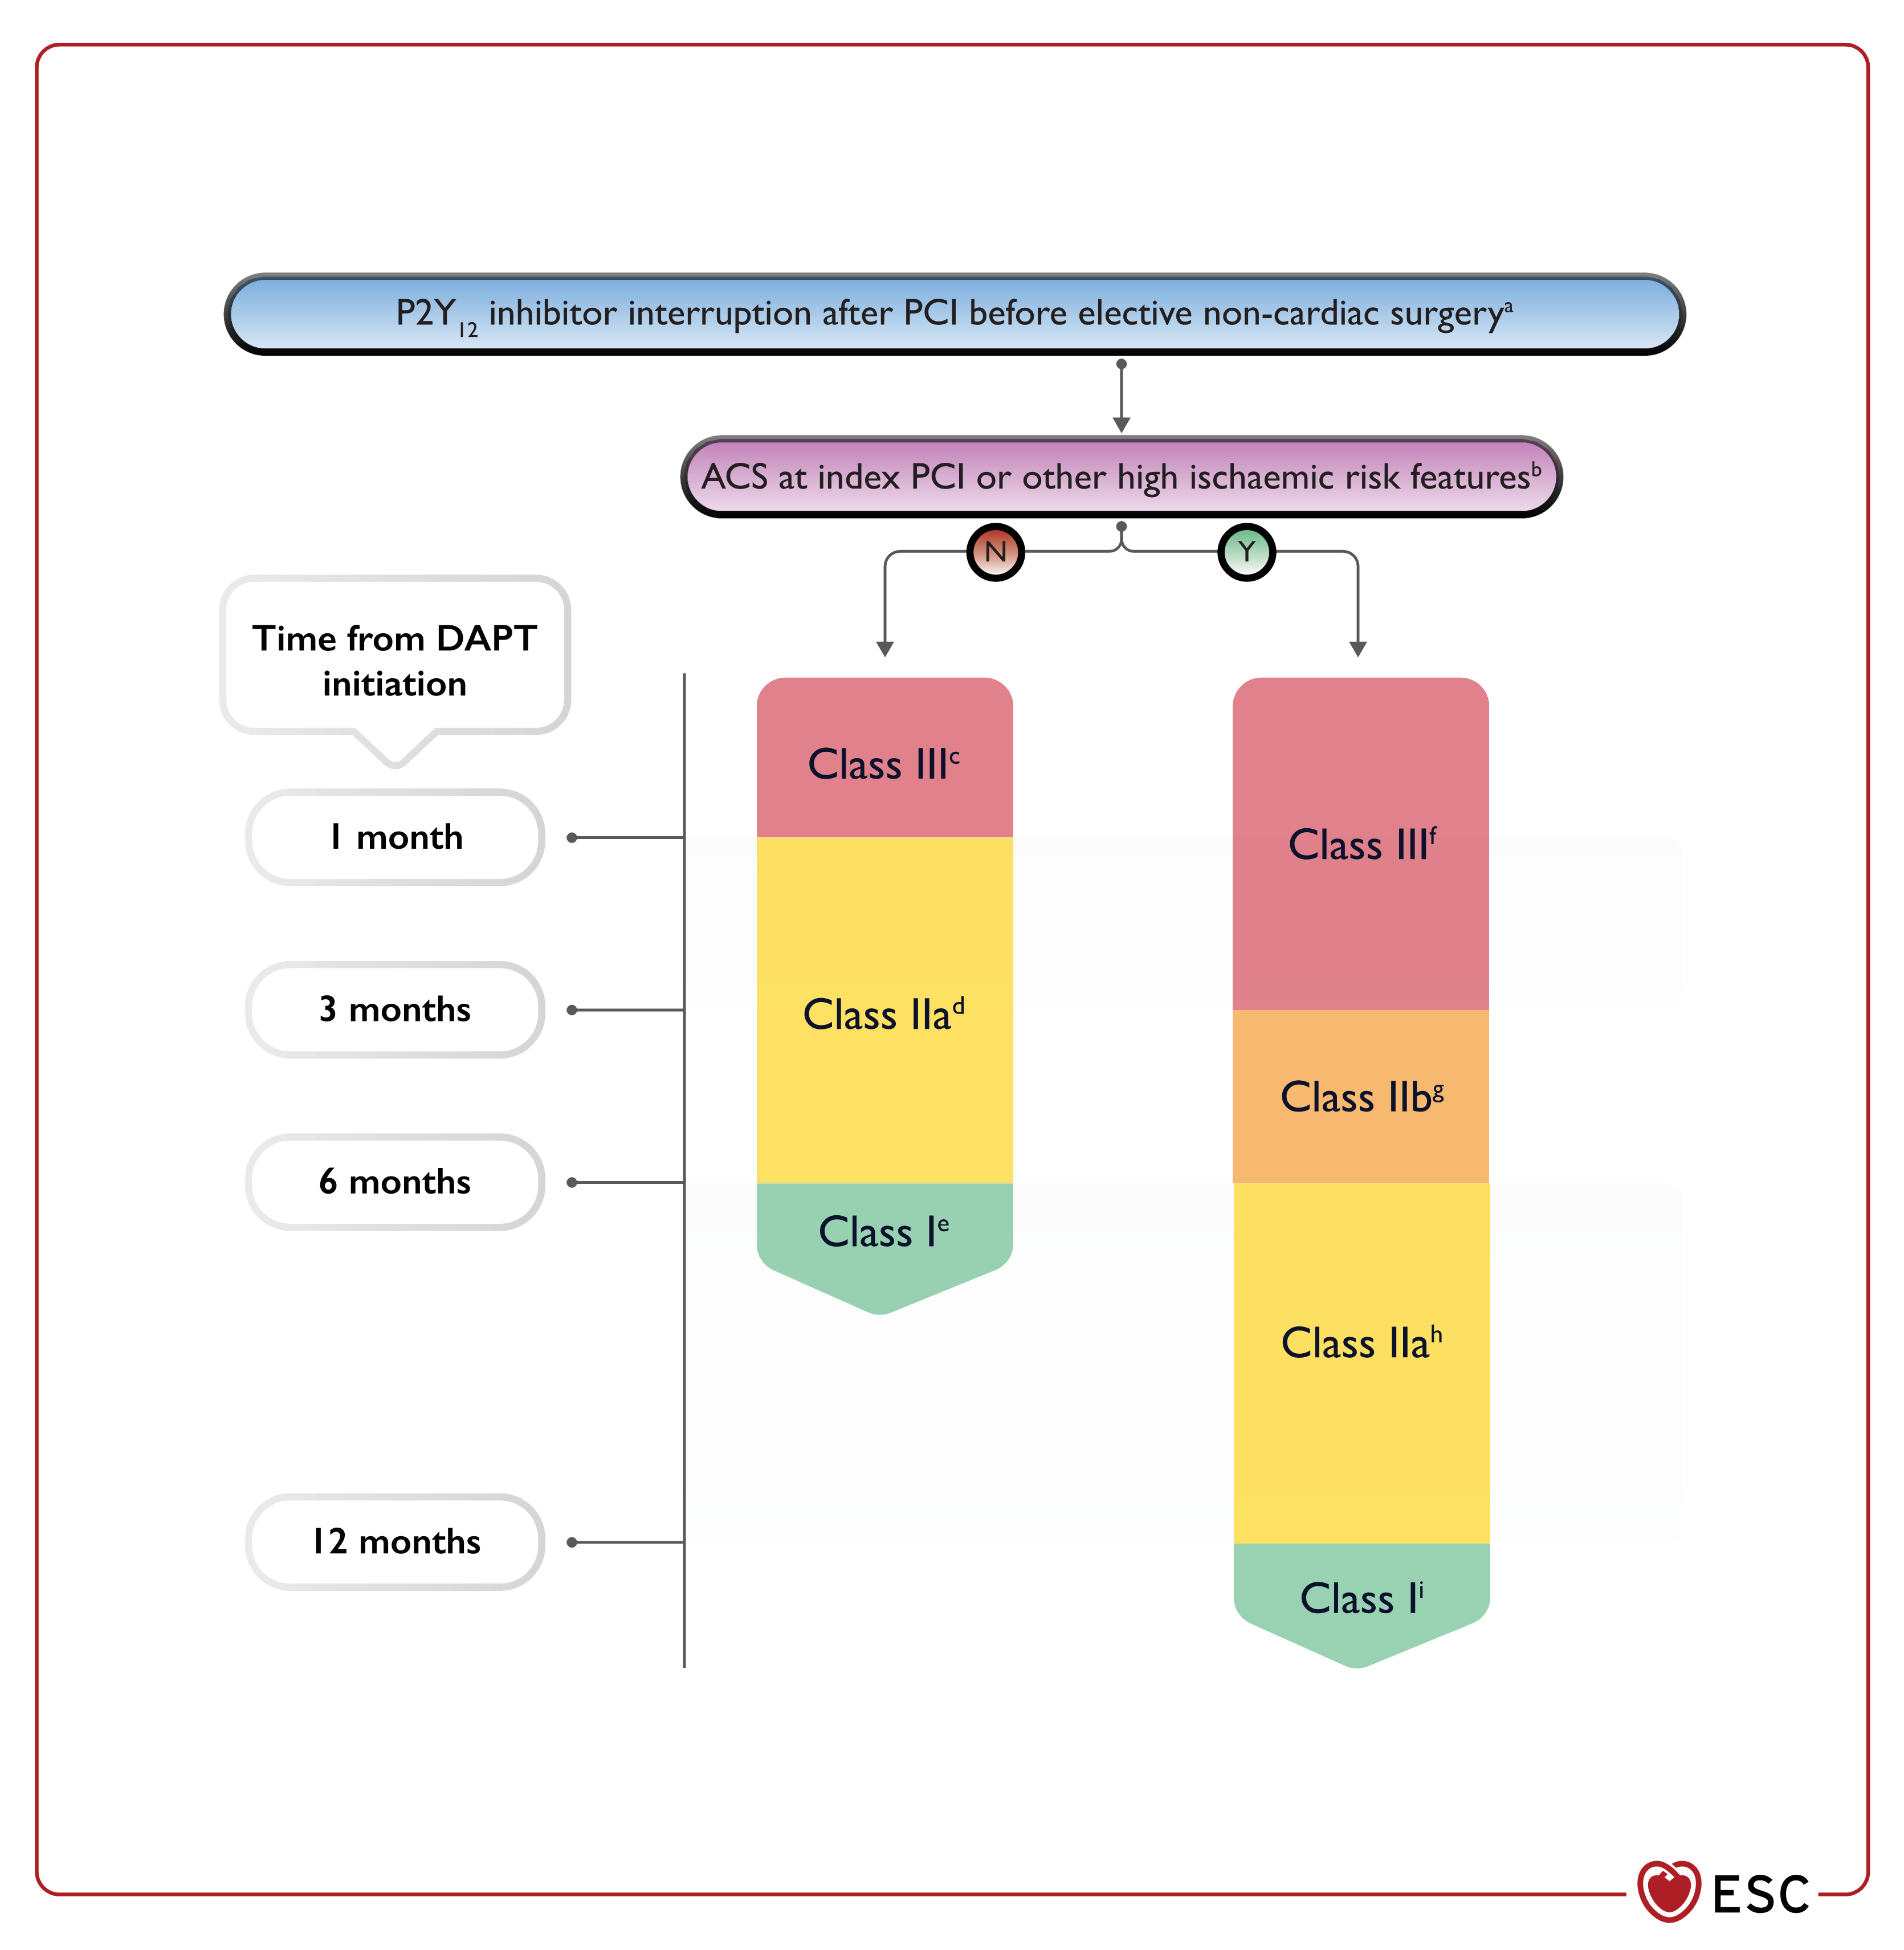 P2Y12 inhibitor interruption after PCI before elective non-cardiac surgerya
ACS at index PCI or other high ischaemic risk featuresb
N
Y
Time from DAPT
initiation
Class IIIc
1 month
Class IIIf
3 months
Class IIad
Class IIbg
6 months
Class Ie
Class IIah
12 months
Class Ii
ESC